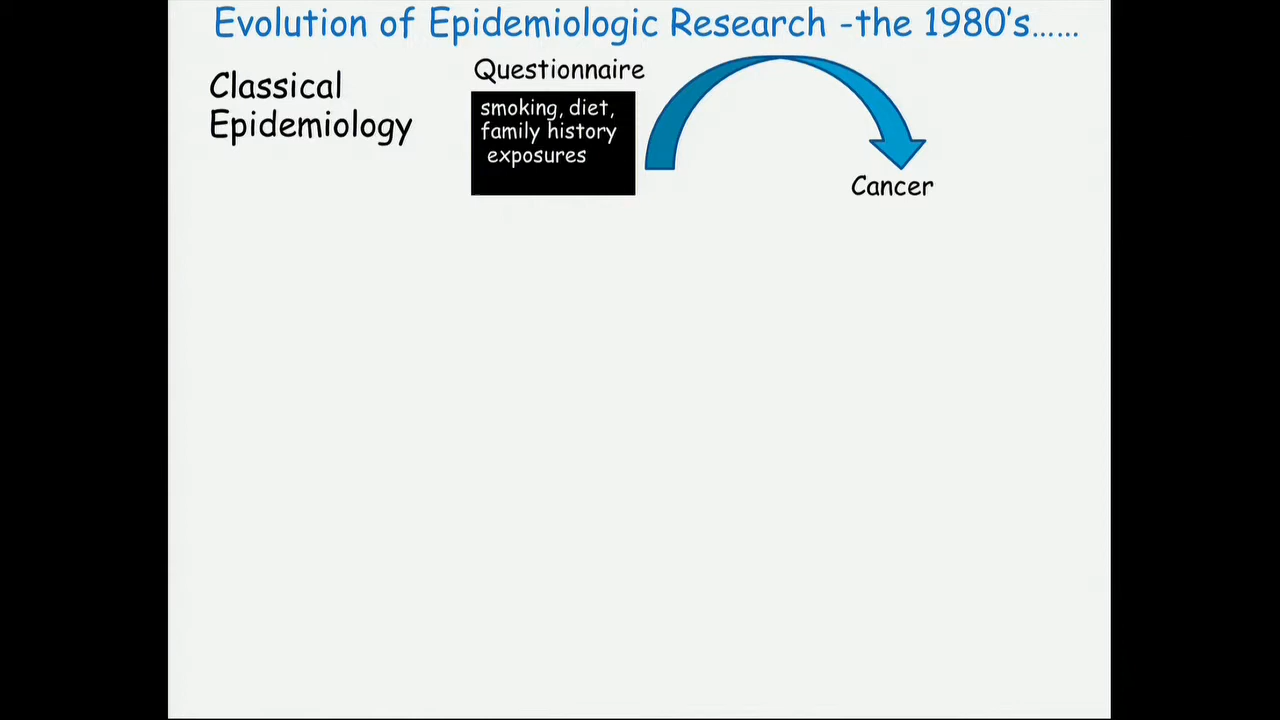 Evolution of Epidemiologic Research -the 1980's......
Classical
Epidemiology
Questionnaire
smoking, diet,
family history
exposures
Cancer